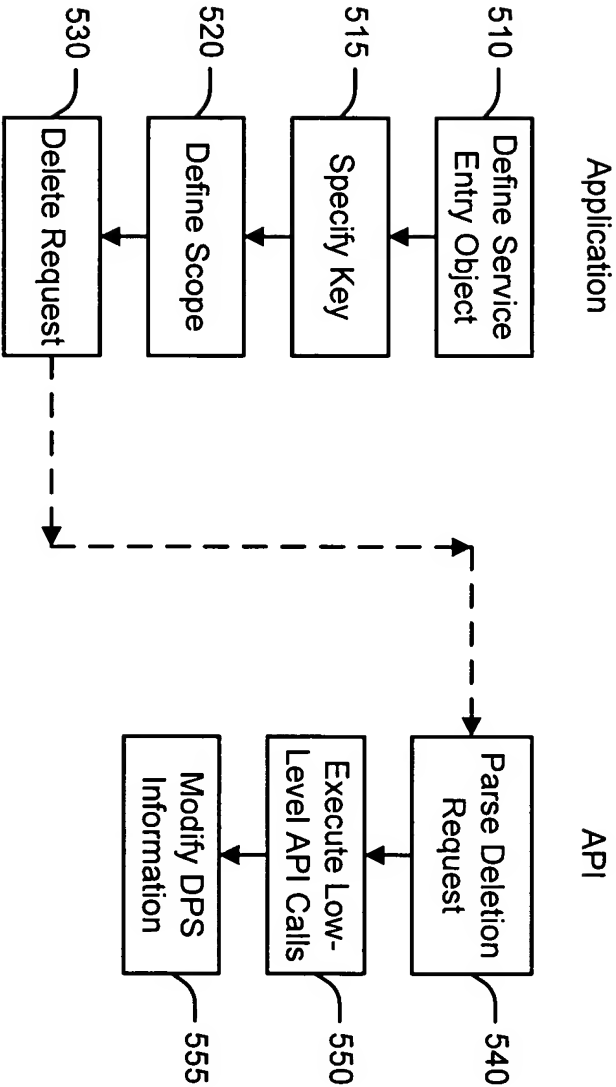 Application
510
Define Service
Entry Object
515
Specify Key
520
Define Scope
530
Delete Request
API
Parse Deletion
Request
540
Execute Low-
Level API Calls
550
Modify DPS
Information
555